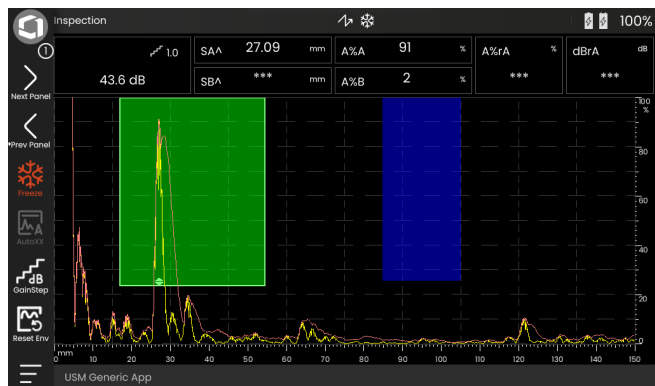 Inspection
100%
1
1.0
43.6 dB
SA^ 27.09 mm
A%A 91 %
A%rA %
***
dBrA dB
***
SB^ *** mm
A%B 2 %
Next Panel
Prev Panel
Freeze
AutoXX
dB
GainStep
Reset Env
100
%
80
60
40
20
0
mm 10 20 30 40 50 60 70 80 90 100 110 120 130 140 150
USM Generic App